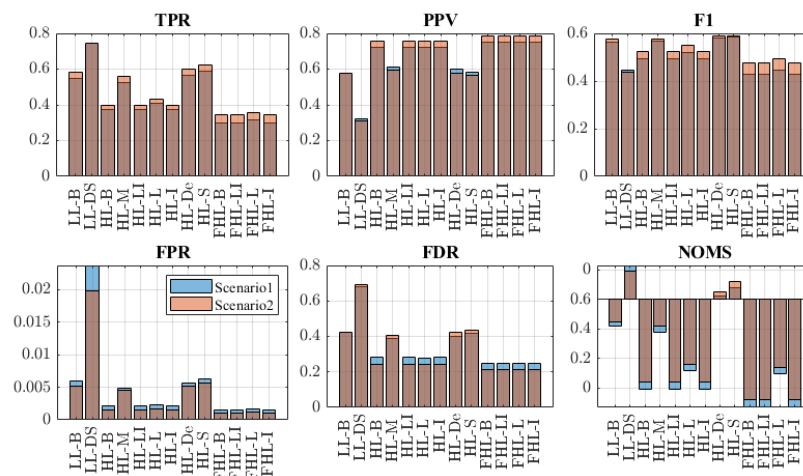 TPR
0.8
0.6
0.4
0.2
0
LL-B
LL-DS
HL-B
HL-M
HL-LI
HL-L
HL-I
HL-De
HL-S
FHL-B
FHL-LI
FHL-L
FHL-I
PPV
0.8
0.6
0.4
0.2
0
LL-B
LL-DS
HL-B
HL-M
HL-LI
HL-L
HL-I
HL-De
HL-S
FHL-B
FHL-LI
FHL-L
FHL-I
F1
0.6
0.4
0.2
0
LL-B
LL-DS
HL-B
HL-M
HL-LI
HL-L
HL-I
HL-De
HL-S
FHL-B
FHL-LI
FHL-L
FHL-I
FPR
0.02
0.015
0.01
0.005
0
Scenario1
Scenario2
LL-B
LL-DS
HL-B
HL-M
HL-LI
HL-L
HL-I
HL-De
HL-S
FHL-B
FHL-LI
FHL-L
FHL-I
FDR
0.8
0.6
0.4
0.2
0
LL-B
LL-DS
HL-B
HL-M
HL-LI
HL-L
HL-I
HL-De
HL-S
FHL-B
FHL-LI
FHL-L
FHL-I
NOMS
0
0.6
0.4
0.2
0
LL-B
LL-DS
HL-B
HL-M
HL-LI
HL-L
HL-I
HL-De
HL-S
FHL-B
FHL-LI
FHL-L
FHL-I